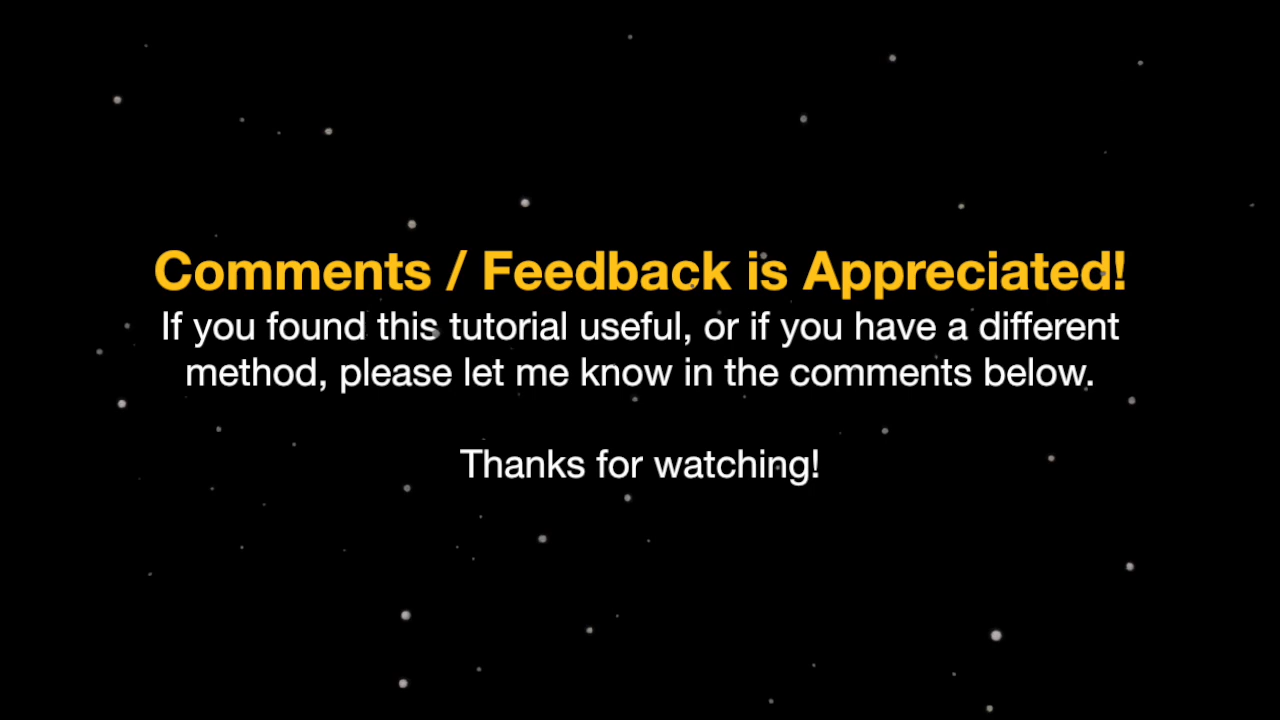 Comments / Feedback is Appreciated!
If you found this tutorial useful, or if you have a different
method, please let me know in the comments below.
Thanks for watching!